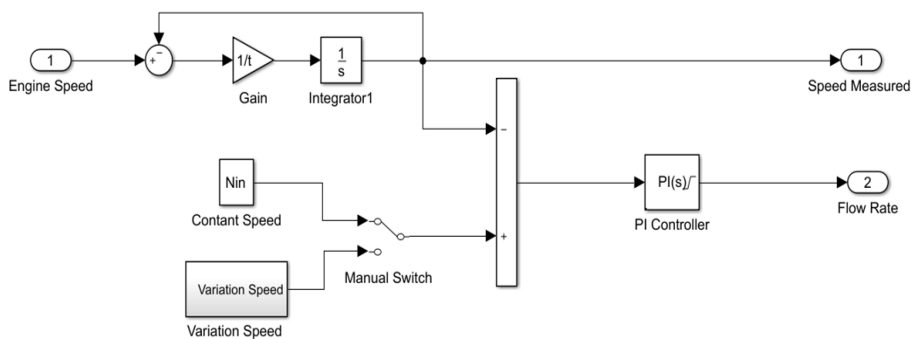 1
Engine Speed
+
−
1/t
Gain
1
s
Integrator1
1
Speed Measured
−
+
Nin
Contant Speed
Manual Switch
Variation Speed
Variation Speed
PI(s)
PI Controller
2
Flow Rate